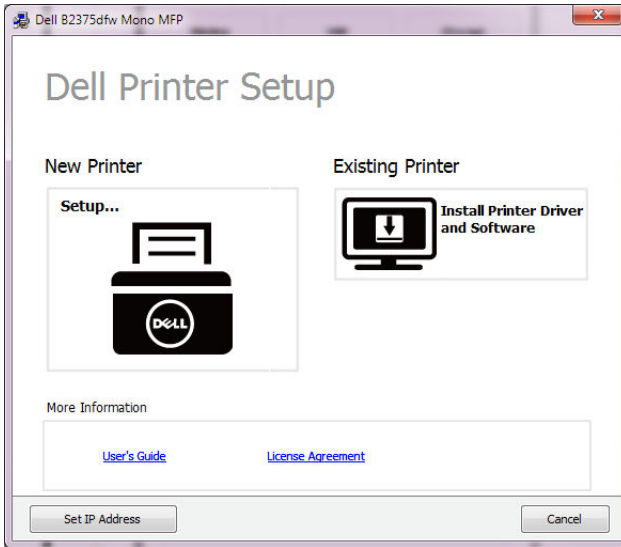 Dell B2375dfw Mono MFP
Dell Printer Setup
New Printer
Existing Printer
Setup...
DELL
Install Printer Driver
and Software
More Information
User's Guide
License Agreement
Set IP Address
Cancel